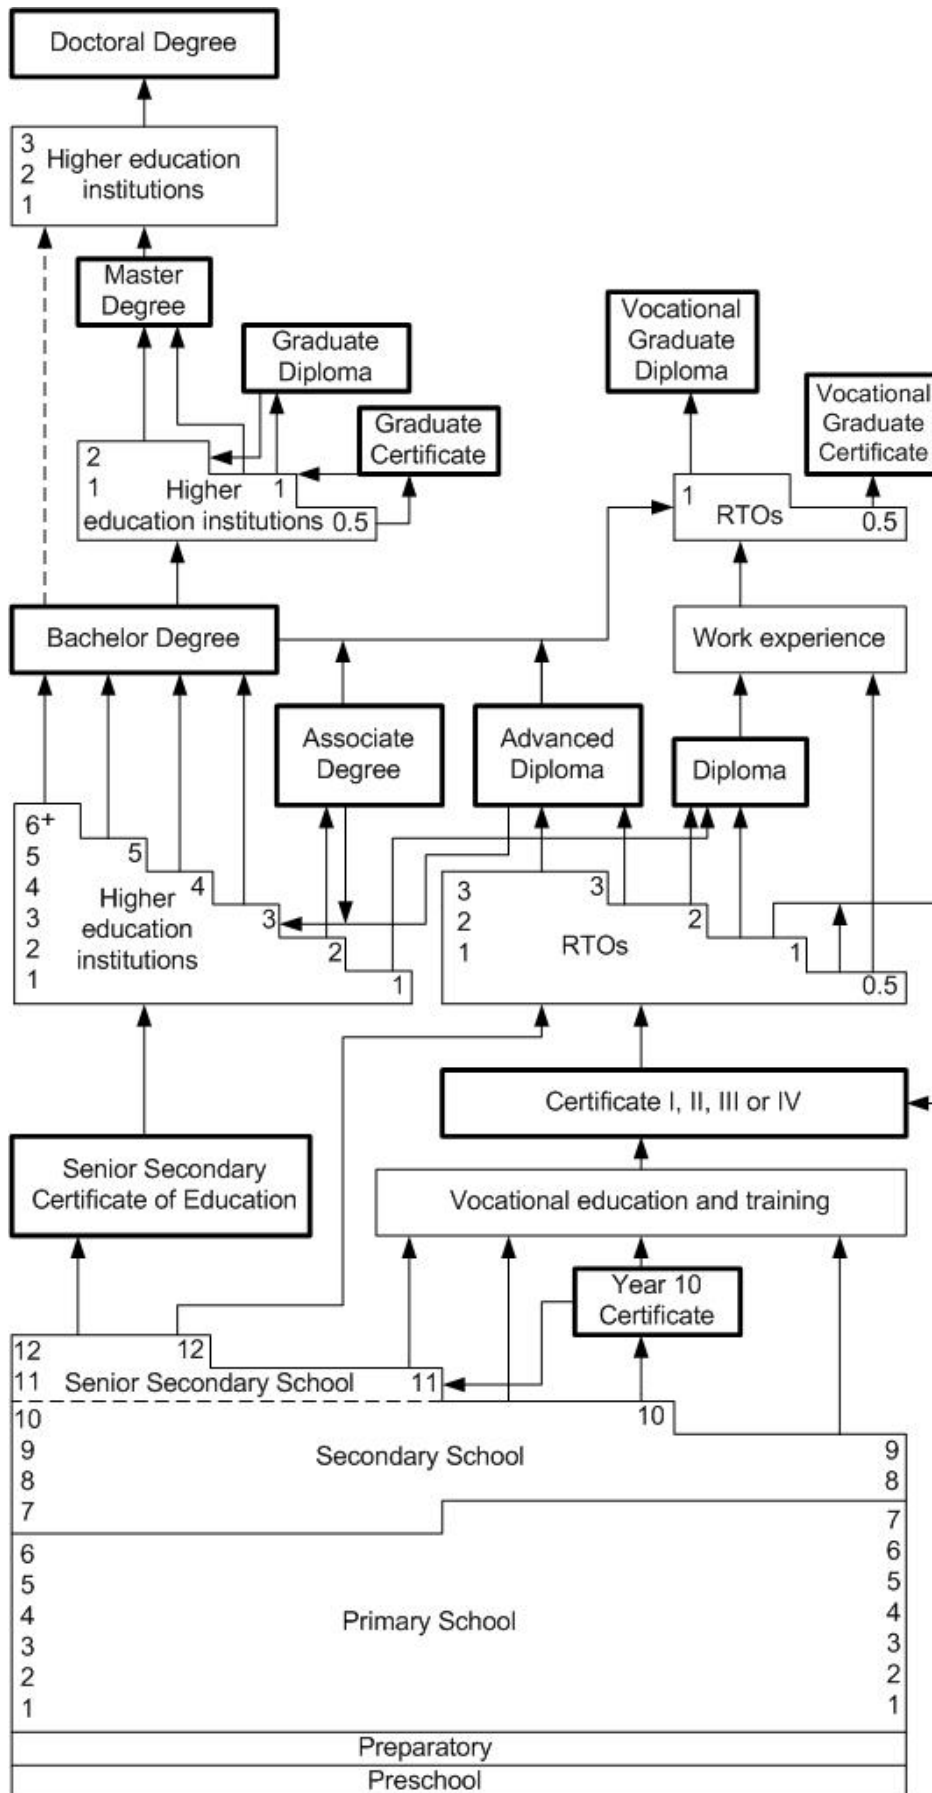 Doctoral Degree
3
2
1
Higher education
institutions
Master
Degree
Graduate
Diploma
Vocational
Graduate
Diploma
Graduate
Certificate
Vocational
Graduate
Certificate
2
1
Higher
education institutions
1
0.5
1
RTOs
0.5
Bachelor Degree
Work experience
Associate
Degree
Advanced
Diploma
Diploma
6+
5
4
3
2
1
Higher
education
institutions
5
4
3
2
1
3
2
1
RTOs
3
2
1
0.5
Certificate I, II, III or IV
Senior Secondary
Certificate of Education
Vocational education and training
Year 10
Certificate
12
11
12
Senior Secondary School
11
10
9
8
7
10
Secondary School
9
8
6
5
4
3
2
1
Primary School
7
6
5
4
3
2
1
Preparatory
Preschool